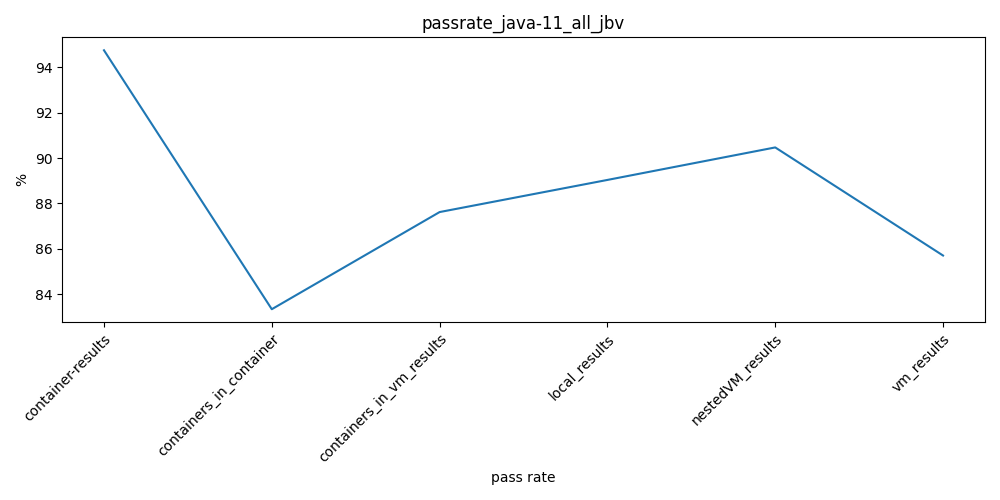 passrate_java-11_all_jbv
94
92
90
88
86
84
%
container-results
containers_in_container
containers_in_vm_results
local_results
nestedVM_results
vm_results
pass rate